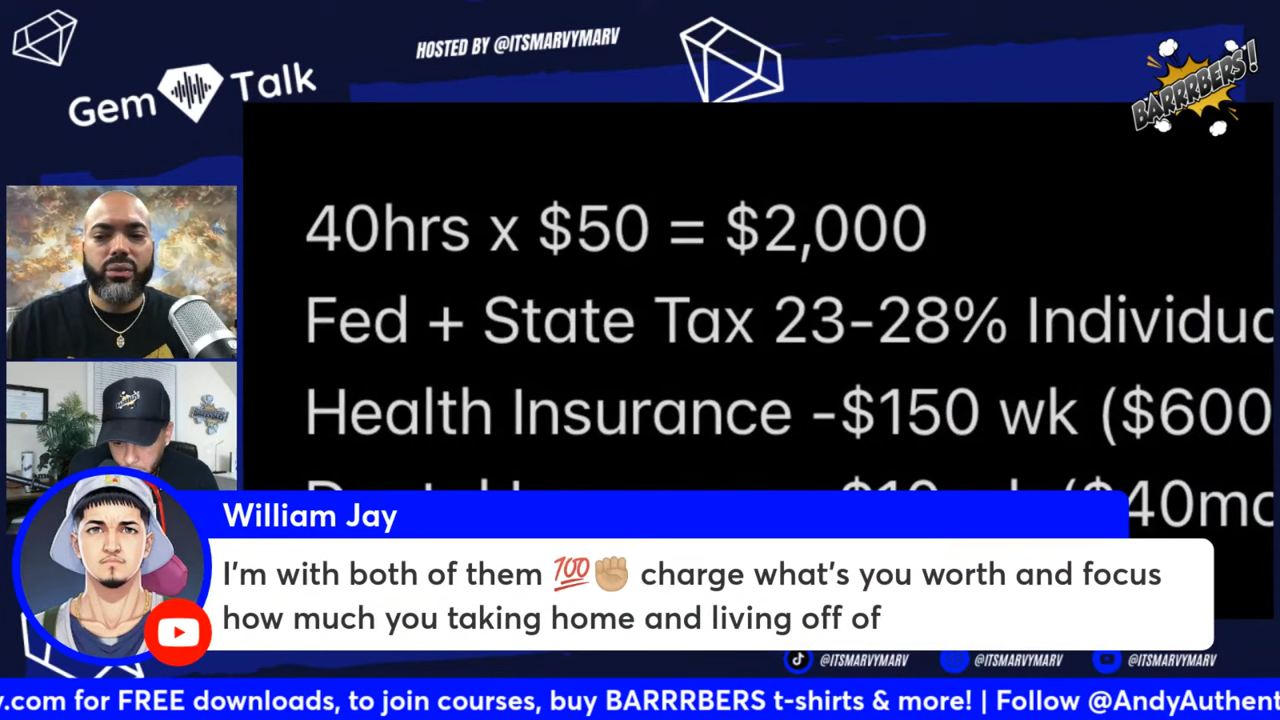 HOSTED BY @ITSMARVYMARV
Gem Talk
BARRRBERS!
40hrs x $50 = $2,000
Fed + State Tax 23-28%
Health Insurance -$150 wk ($600
William Jay
I'm with both of them 💯✊🏼 charge what's you worth and focus
how much you taking home and living off of
@ITSMARVYMARV @ITSMARVYMARV @ITSMARVYMARV
y.com for FREE downloads, to join courses, buy BARRRBERS t-shirts & more! | Follow @AndyAuthent